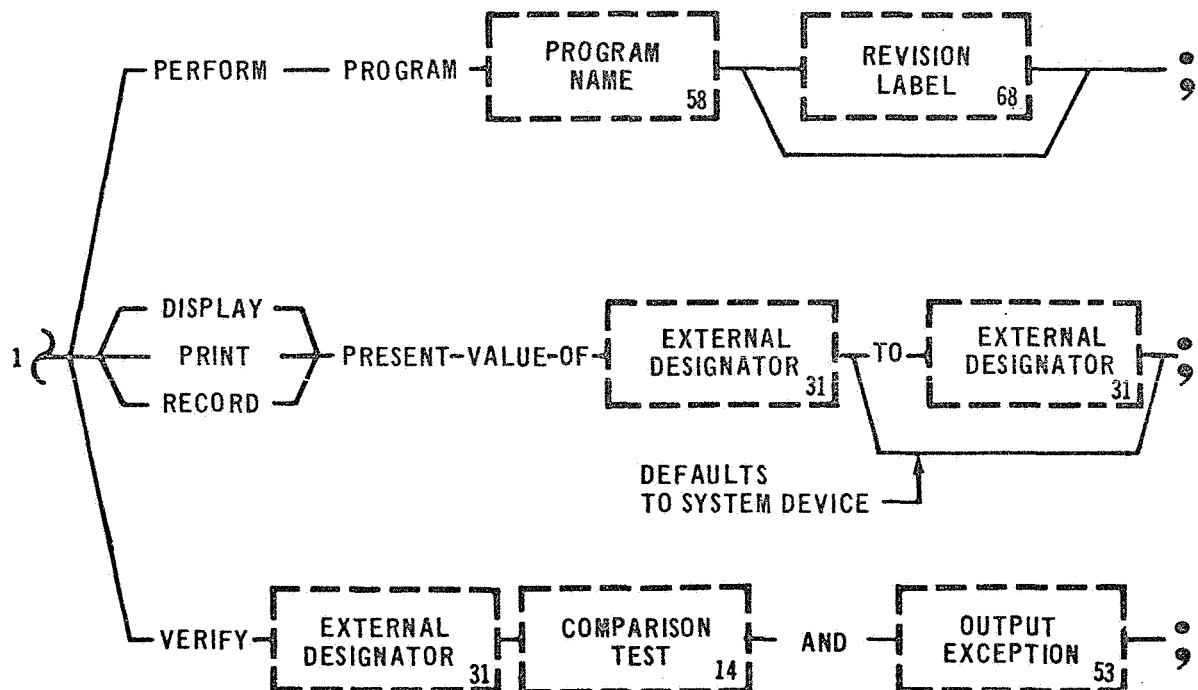 PERFORM PROGRAM PROGRAM NAME 58 REVISION LABEL 68 ;
1
DISPLAY
PRINT
RECORD
PRESENT-VALUE-OF EXTERNAL DESIGNATOR 31 TO EXTERNAL DESIGNATOR 31 ;
DEFAULTS
TO SYSTEM DEVICE
VERIFY EXTERNAL DESIGNATOR 31 COMPARISON TEST 14 AND OUTPUT EXCEPTION 53 ;